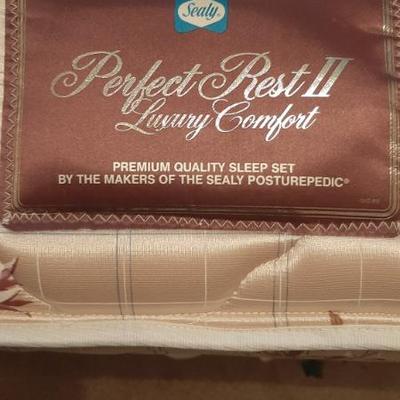 Sealy
Perfect Rest II
Luxury Comfort
PREMIUM QUALITY SLEEP SET
BY THE MAKERS OF THE SEALY POSTUREPEDIC®